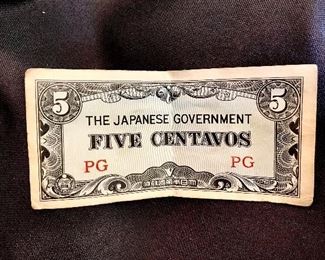 5 5
THE JAPANESE GOVERNMENT
FIVE CENTAVOS
PG PG